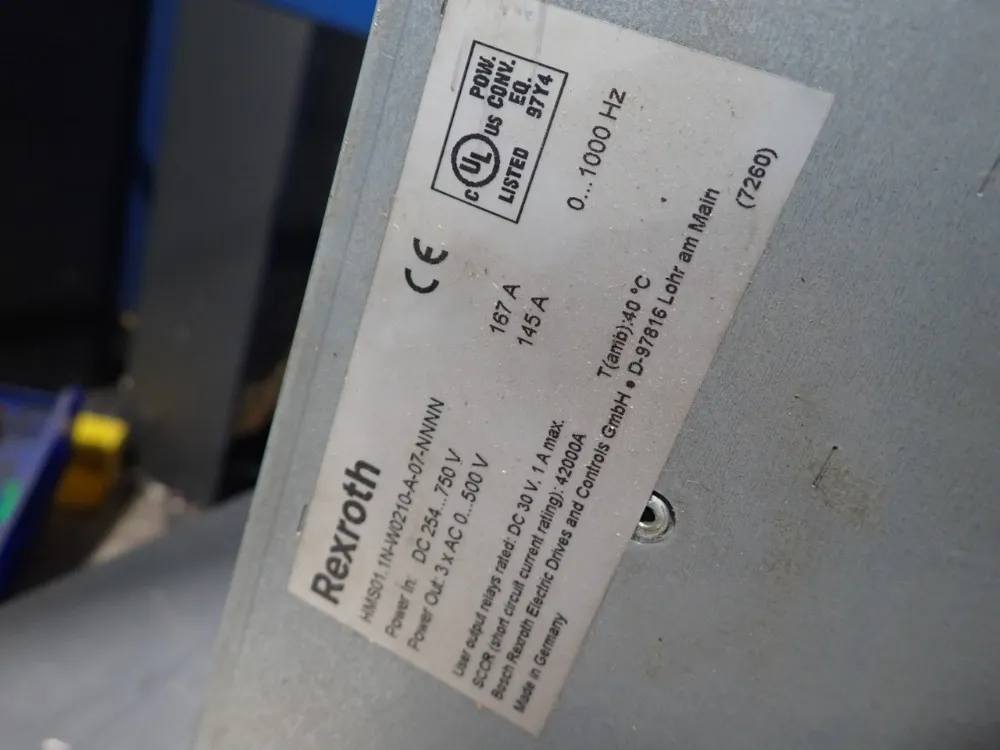 Rexroth
HMS01.1N-W0210-A-07-NNNN
Power In: DC 254...750 V 167 A
Power Out: 3 x AC 0...500 V 145 A 0...1000 Hz
User output relays rated: DC 30 V, 1 A max.
SCCR (short circuit current rating): 42000A T(amb):40 °C
Bosch Rexroth Electric Drives and Controls GmbH • D-97816 Lohr am Main
Made in Germany (7260)
CE
C UL US
LISTED
POW.
CONV.
EQ.
97Y4